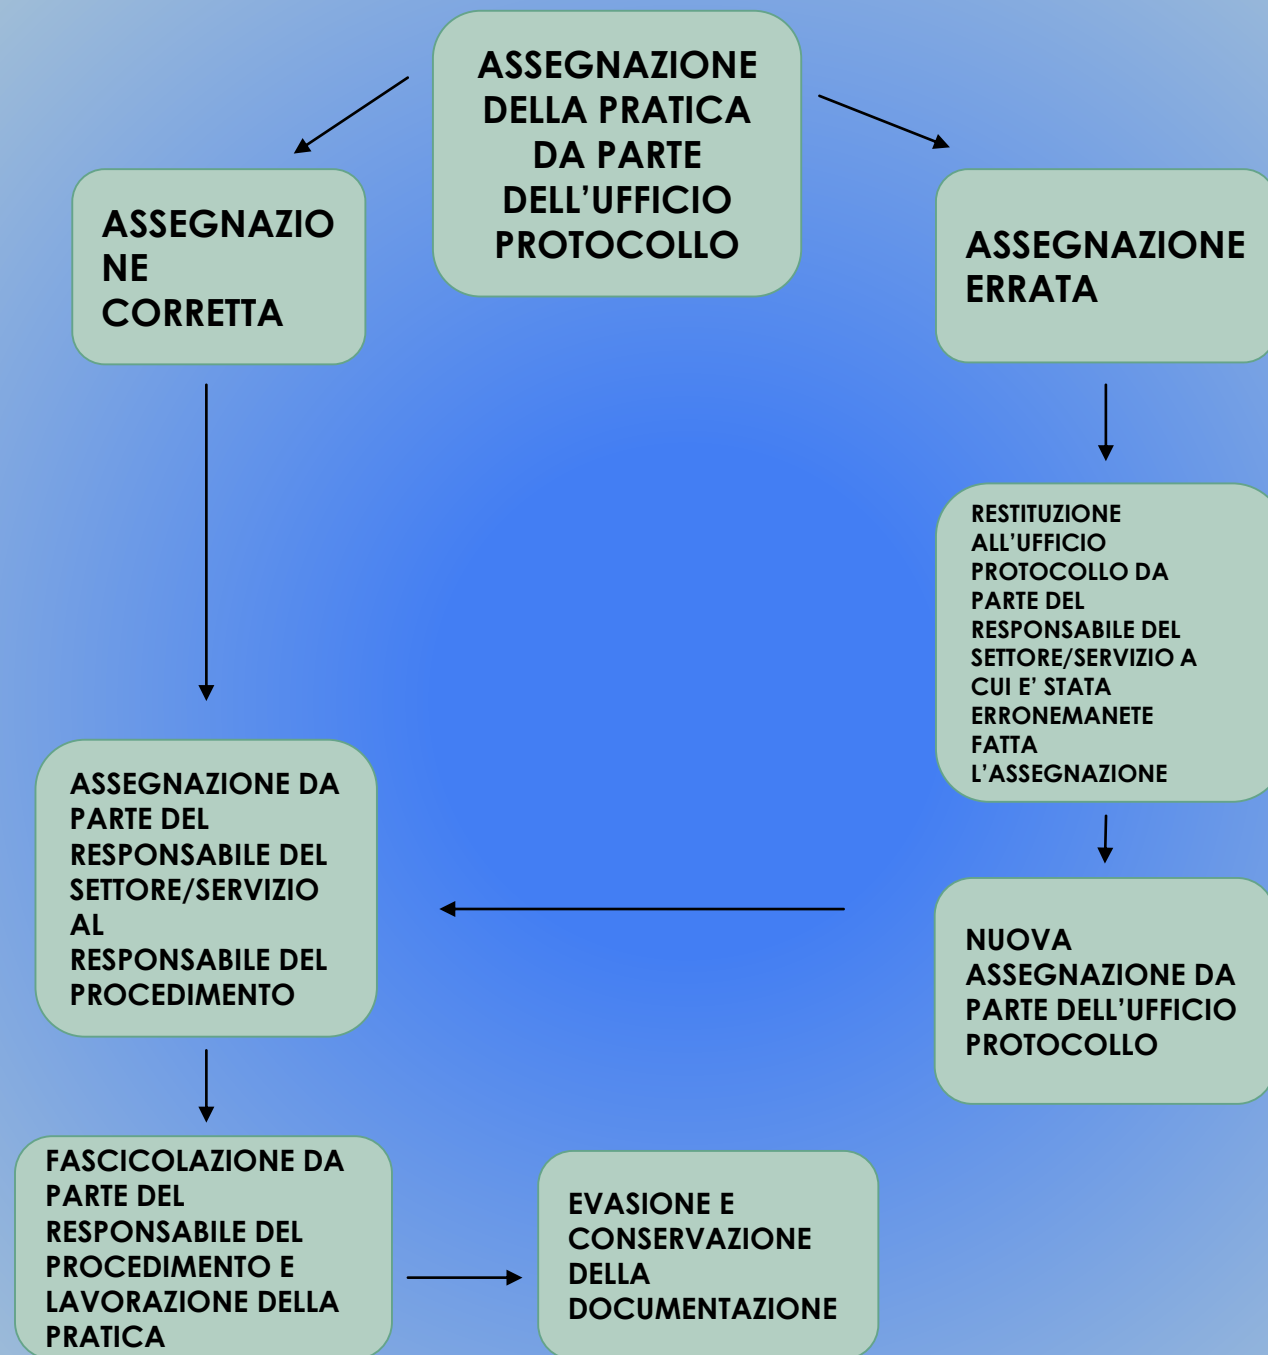 ASSEGNAZIONE
DELLA PRATICA
DA PARTE
DELL’UFFICIO
PROTOCOLLO
ASSEGNAZIO
NE
CORRETTA
ASSEGNAZIONE
ERRATA
RESTITUZIONE
ALL’UFFICIO
PROTOCOLLO DA
PARTE DEL
RESPONSABILE DEL
SETTORE/SERVIZIO A
CUI E’ STATA
ERRONEMANETE
FATTA
L’ASSEGNAZIONE
ASSEGNAZIONE DA
PARTE DEL
RESPONSABILE DEL
SETTORE/SERVIZIO
AL
RESPONSABILE DEL
PROCEDIMENTO
NUOVA
ASSEGNAZIONE DA
PARTE DELL’UFFICIO
PROTOCOLLO
FASCICOLAZIONE DA
PARTE DEL
RESPONSABILE DEL
PROCEDIMENTO E
LAVORAZIONE DELLA
PRATICA
EVASIONE E
CONSERVAZIONE
DELLA
DOCUMENTAZIONE